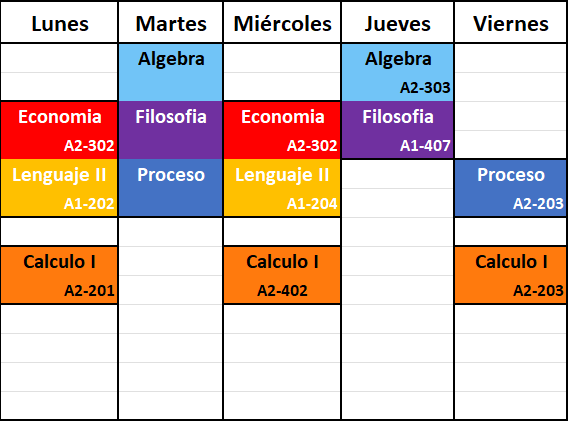 Lunes Martes Miércoles Jueves Viernes
Algebra Algebra
A2-303
Economia Filosofia Economia Filosofia
A2-302 A2-302 A1-407
Lenguaje II Proceso Lenguaje II Proceso
A1-202 A1-204 A2-203
Calculo I Calculo I Calculo I
A2-201 A2-402 A2-203